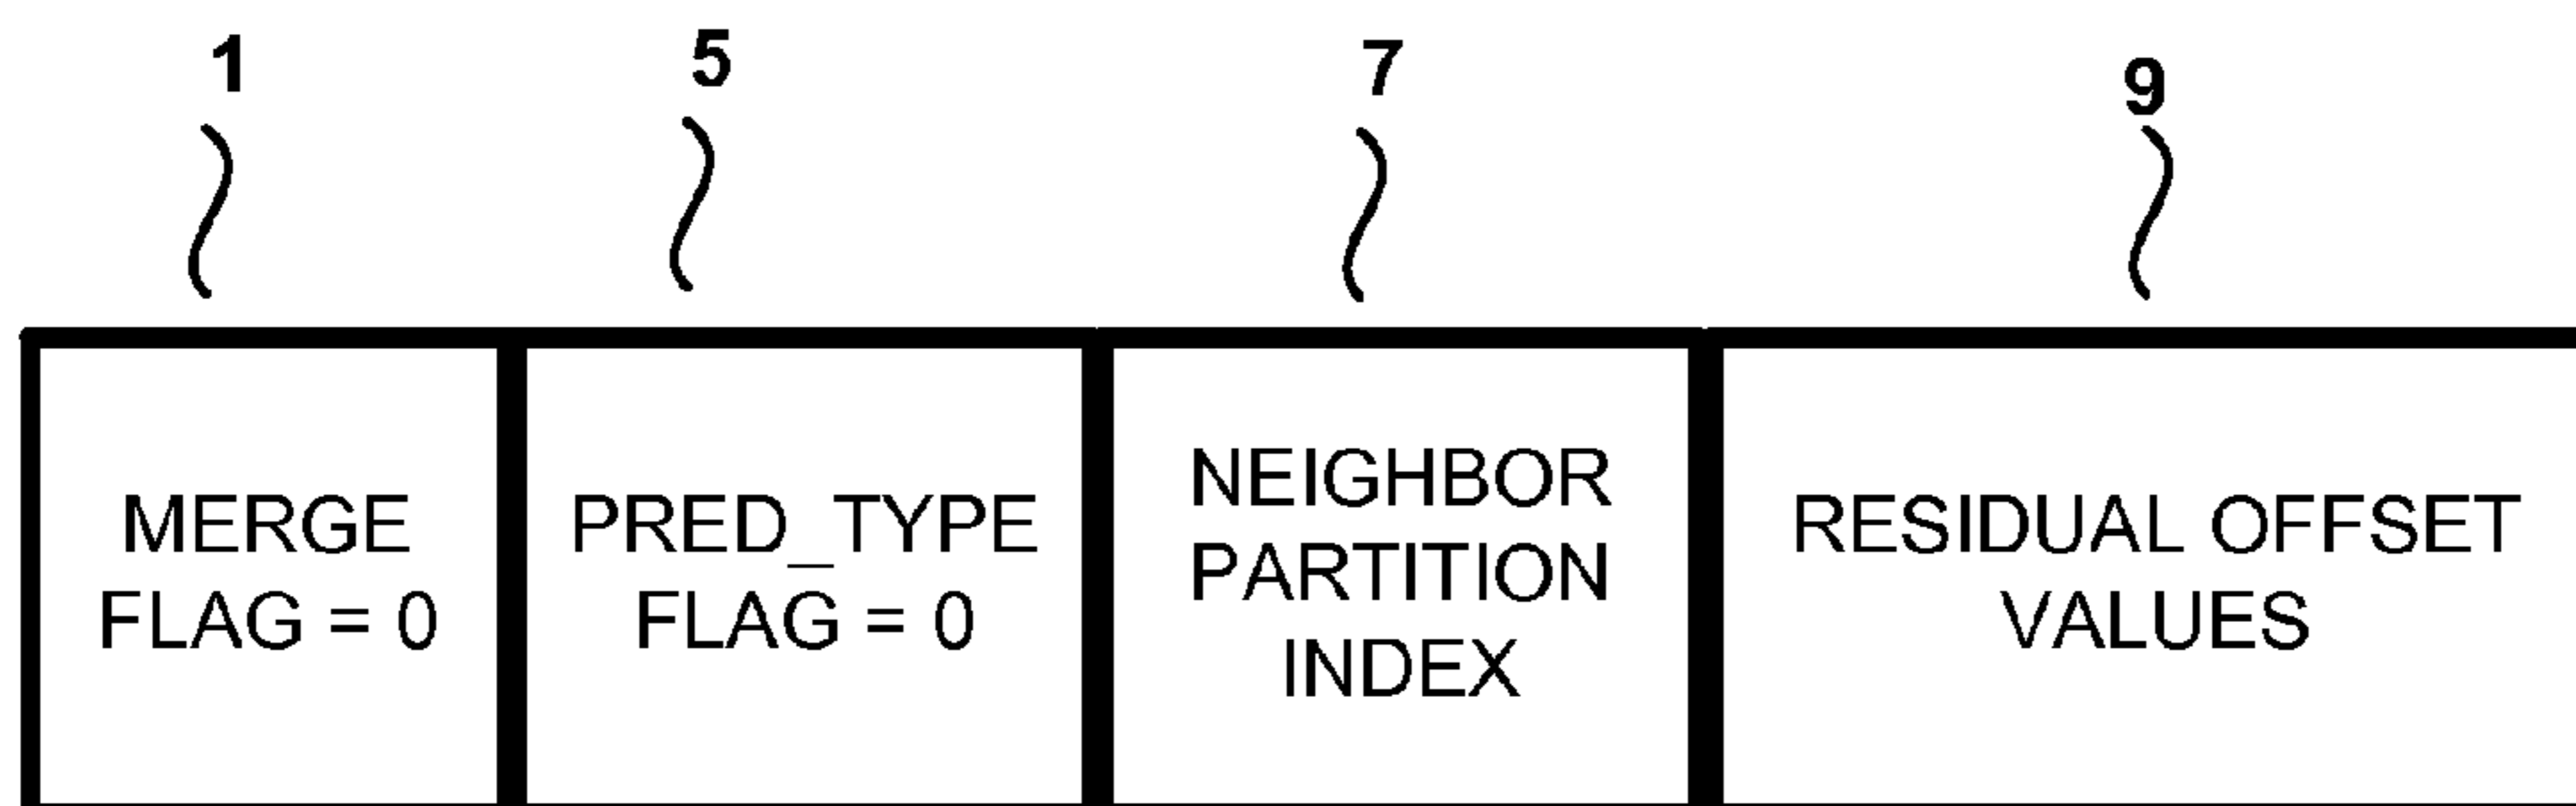 1 5 7 9
MERGE
FLAG = 0
PRED_TYPE
FLAG = 0
NEIGHBOR
PARTITION
INDEX
RESIDUAL OFFSET
VALUES